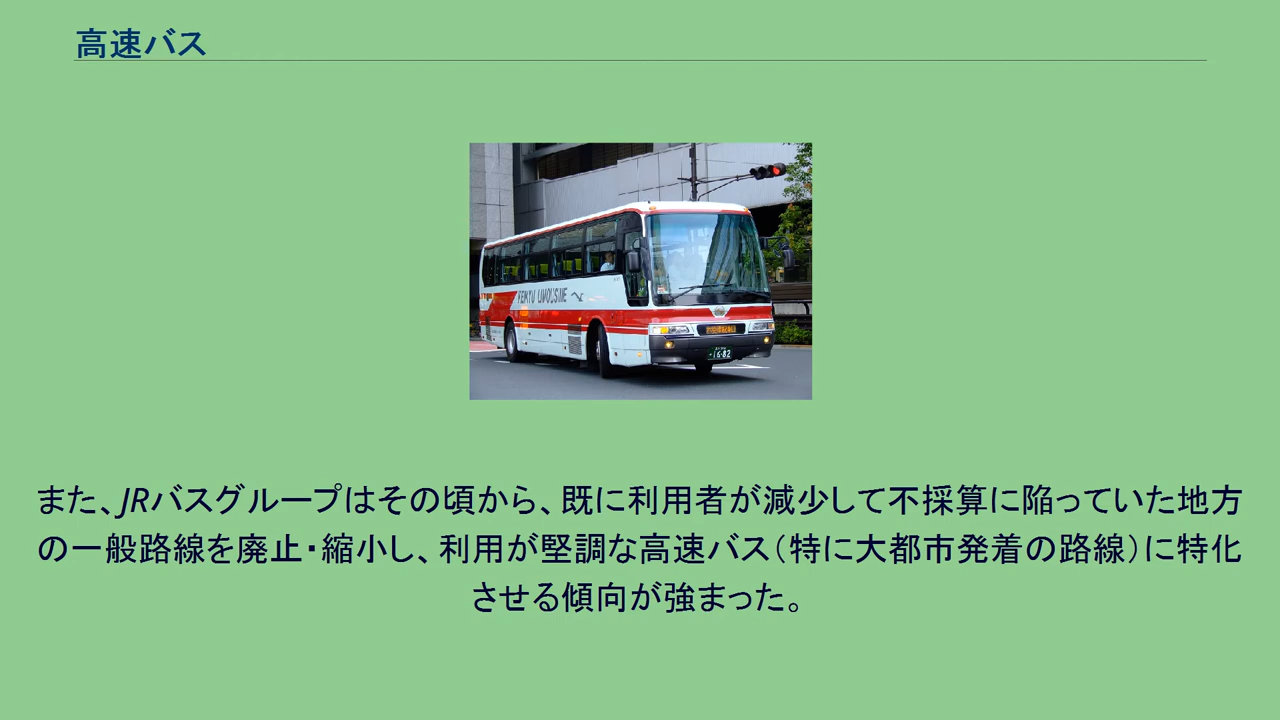 高速バス
KEIKYU LIMOUSINE
16-82
また、JRバスグループはその頃から、既に利用者が減少して不採算に陥っていた地方
の一般路線を廃止・縮小し、利用が堅調な高速バス（特に大都市発着の路線）に特化
させる傾向が強まった。